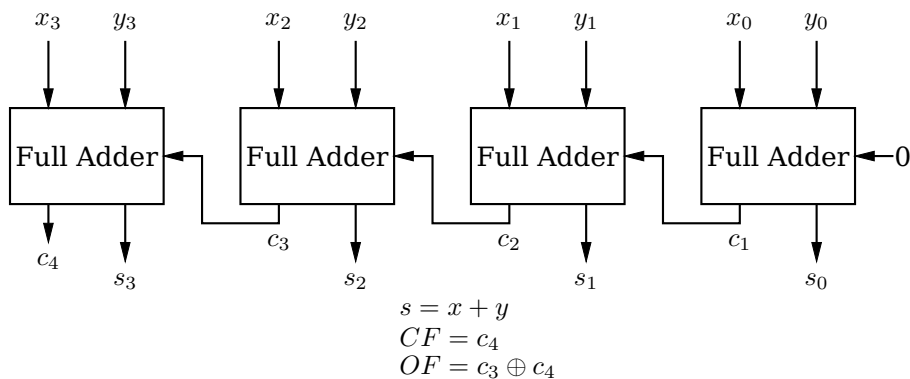 x₃ y₃ x₂ y₂ x₁ y₁ x₀ y₀
Full Adder Full Adder Full Adder Full Adder 0
c₄ s₃ c₃ s₂ c₂ s₁ c₁ s₀
s = x + y
CF = c₄
OF = c₃ ⊕ c₄